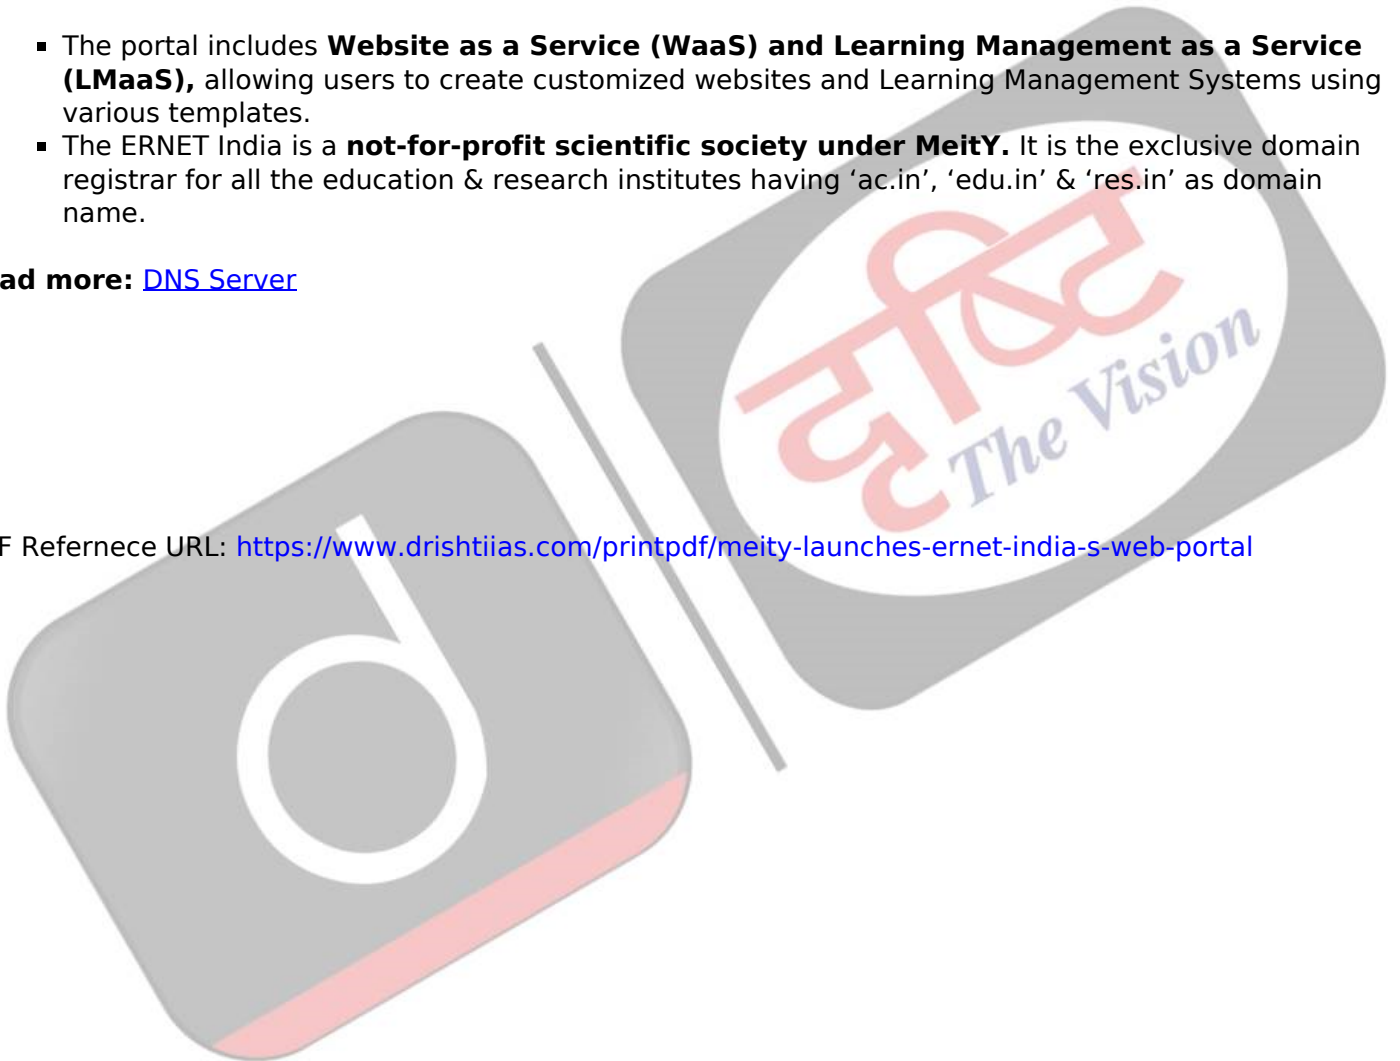 The portal includes Website as a Service (WaaS) and Learning Management as a Service
(LMaaS), allowing users to create customized websites and Learning Management Systems using
various templates.
The ERNET India is a not-for-profit scientific society under MeitY. It is the exclusive domain
registrar for all the education & research institutes having ‘ac.in’, ‘edu.in’ & ‘res.in’ as domain
name.
ad more: DNS Server
दृष्टि
The Vision
F Refernece URL: https://www.drishtiias.com/printpdf/meity-launches-ernet-india-s-web-portal
d